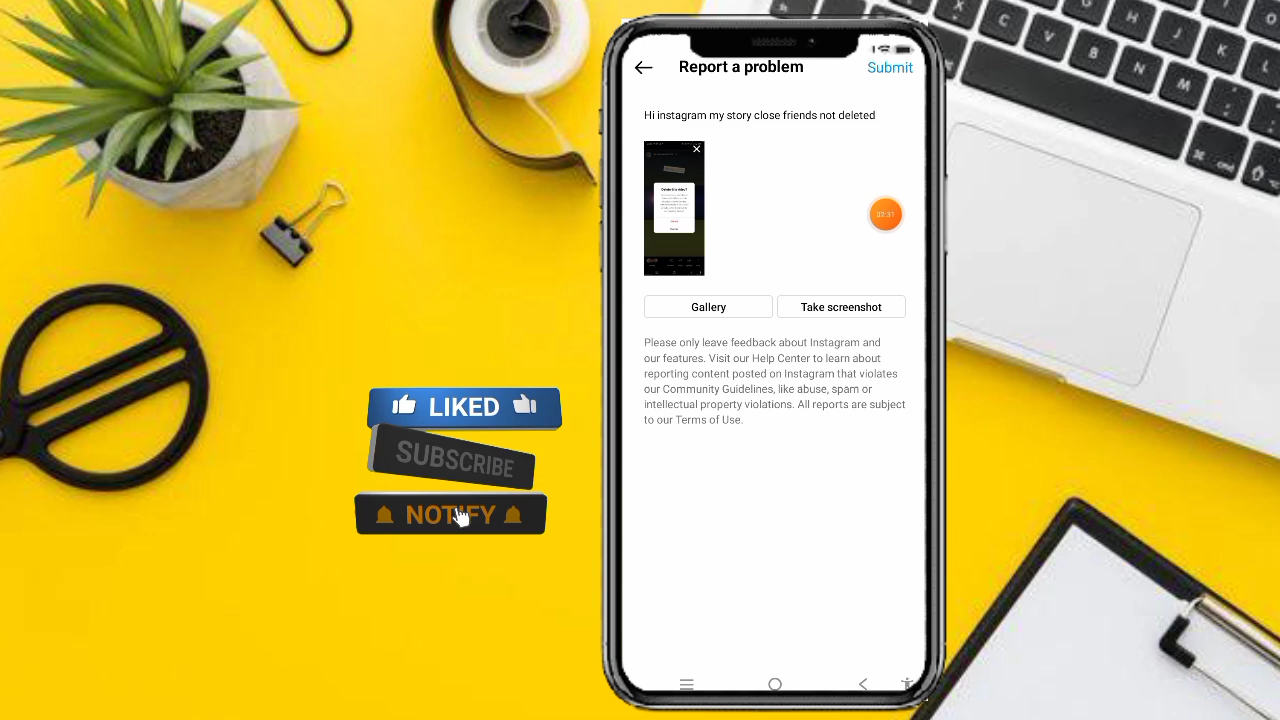 Report a problem
Submit
Hi instagram my story close friends not deleted
02:31
Gallery
Take screenshot
Please only leave feedback about Instagram and
our features. Visit our Help Center to learn about
reporting content posted on Instagram that violates
our Community Guidelines, like abuse, spam or
intellectual property violations. All reports are subject
to our Terms of Use.
LIKED
SUBSCRIBE
NOTIFY
X
C
V
B
N
M
H
J
K
L
cmd